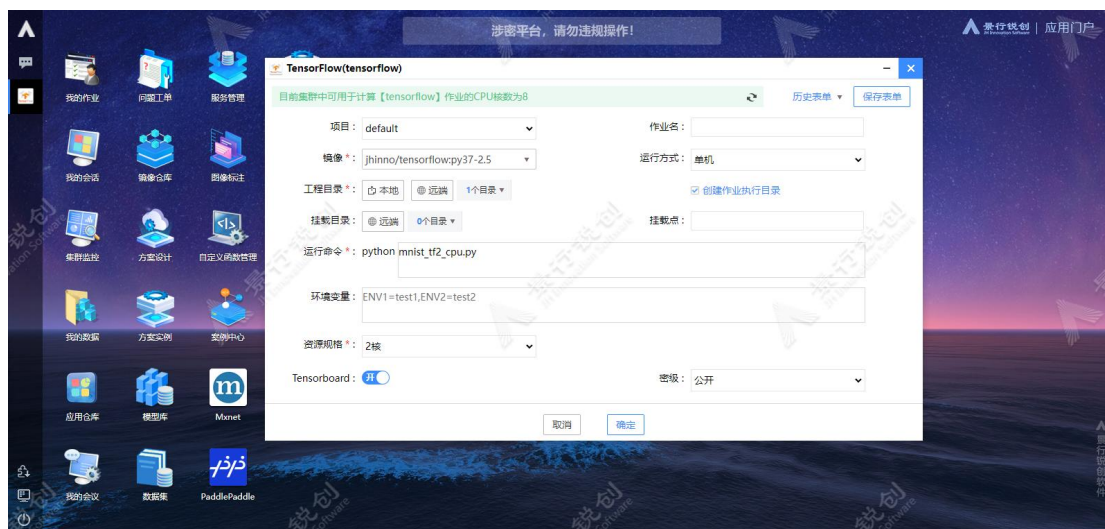 涉密平台，请勿违规操作！
景行锐创 | 应用门户
JH Innovation Software
我的作业
问题工单
服务管理
我的会话
镜像仓库
图像标注
集群监控
方案设计
自定义函数管理
我的数据
方案实例
案例中心
应用仓库
模型库
Mxnet
我的会议
数据集
PaddlePaddle
TensorFlow(tensorflow)
目前集群中可用于计算【tensorflow】作业的CPU核数为8
历史表单
保存表单
项目： default
作业名：
镜像*： jhinno/tensorflow:py37-2.5
运行方式： 单机
工程目录*： 本地 远端 1个目录
创建作业执行目录
挂载目录： 远端 0个目录
挂载点：
运行命令*： python mnist_tf2_cpu.py
环境变量： ENV1=test1,ENV2=test2
资源规格*： 2核
Tensorboard： 开
密级： 公开
取消
确定
景行锐创软件